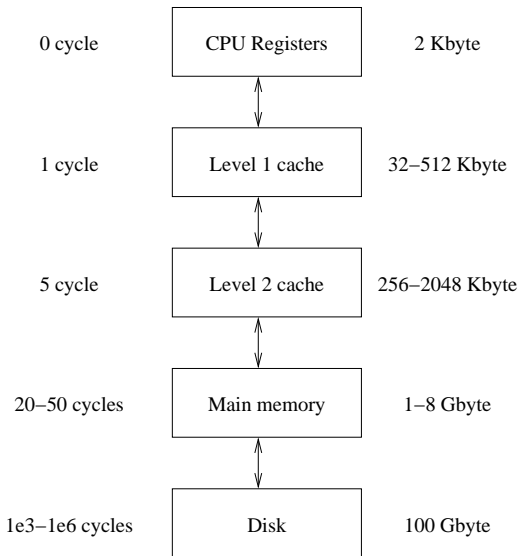 0 cycle CPU Registers 2 Kbyte
1 cycle Level 1 cache 32−512 Kbyte
5 cycle Level 2 cache 256−2048 Kbyte
20−50 cycles Main memory 1−8 Gbyte
1e3−1e6 cycles Disk 100 Gbyte